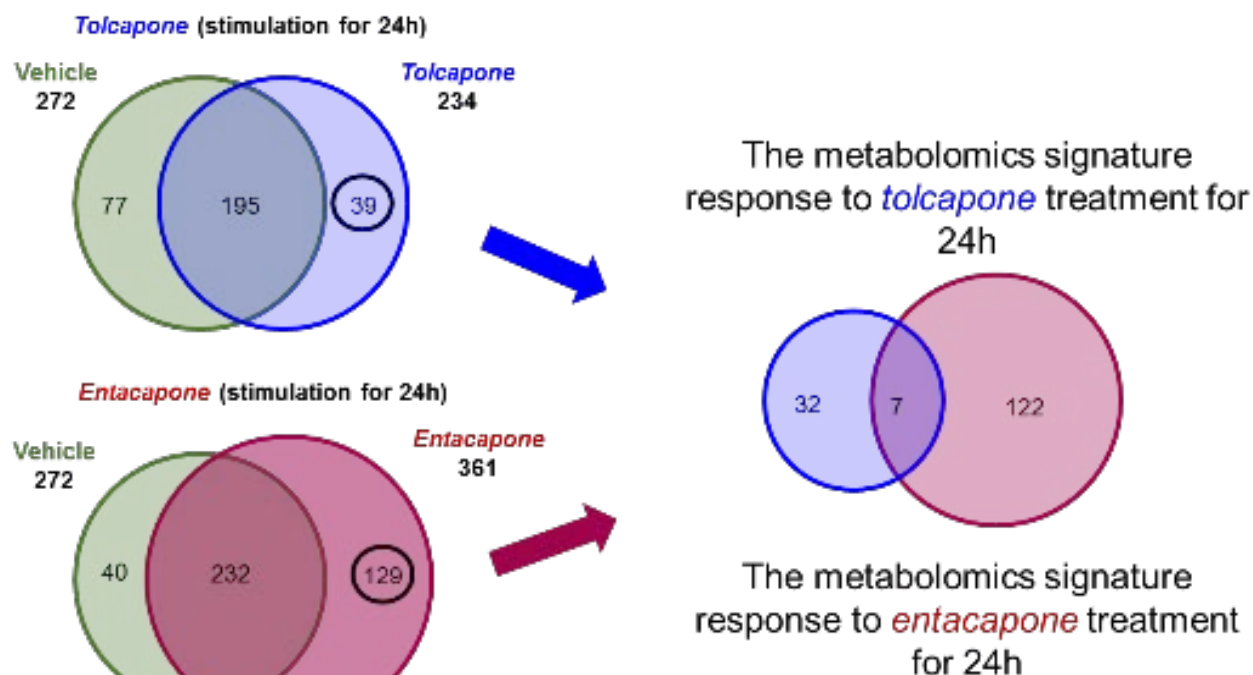 Tolcapone (stimulation for 24h)
Vehicle
272
Tolcapone
234
77
195
39
Entacapone (stimulation for 24h)
Vehicle
272
Entacapone
361
40
232
129
The metabolomics signature
response to tolcapone treatment for
24h
32
7
122
The metabolomics signature
response to entacapone treatment
for 24h